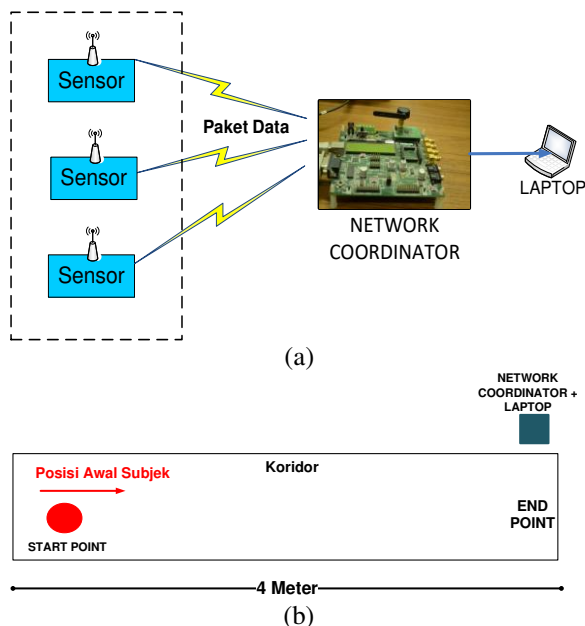 Sensor
Sensor
Sensor
Paket Data
NETWORK
COORDINATOR
LAPTOP
(a)
NETWORK
COORDINATOR +
LAPTOP
Koridor
Posisi Awal Subjek
START POINT
END
POINT
4 Meter
(b)